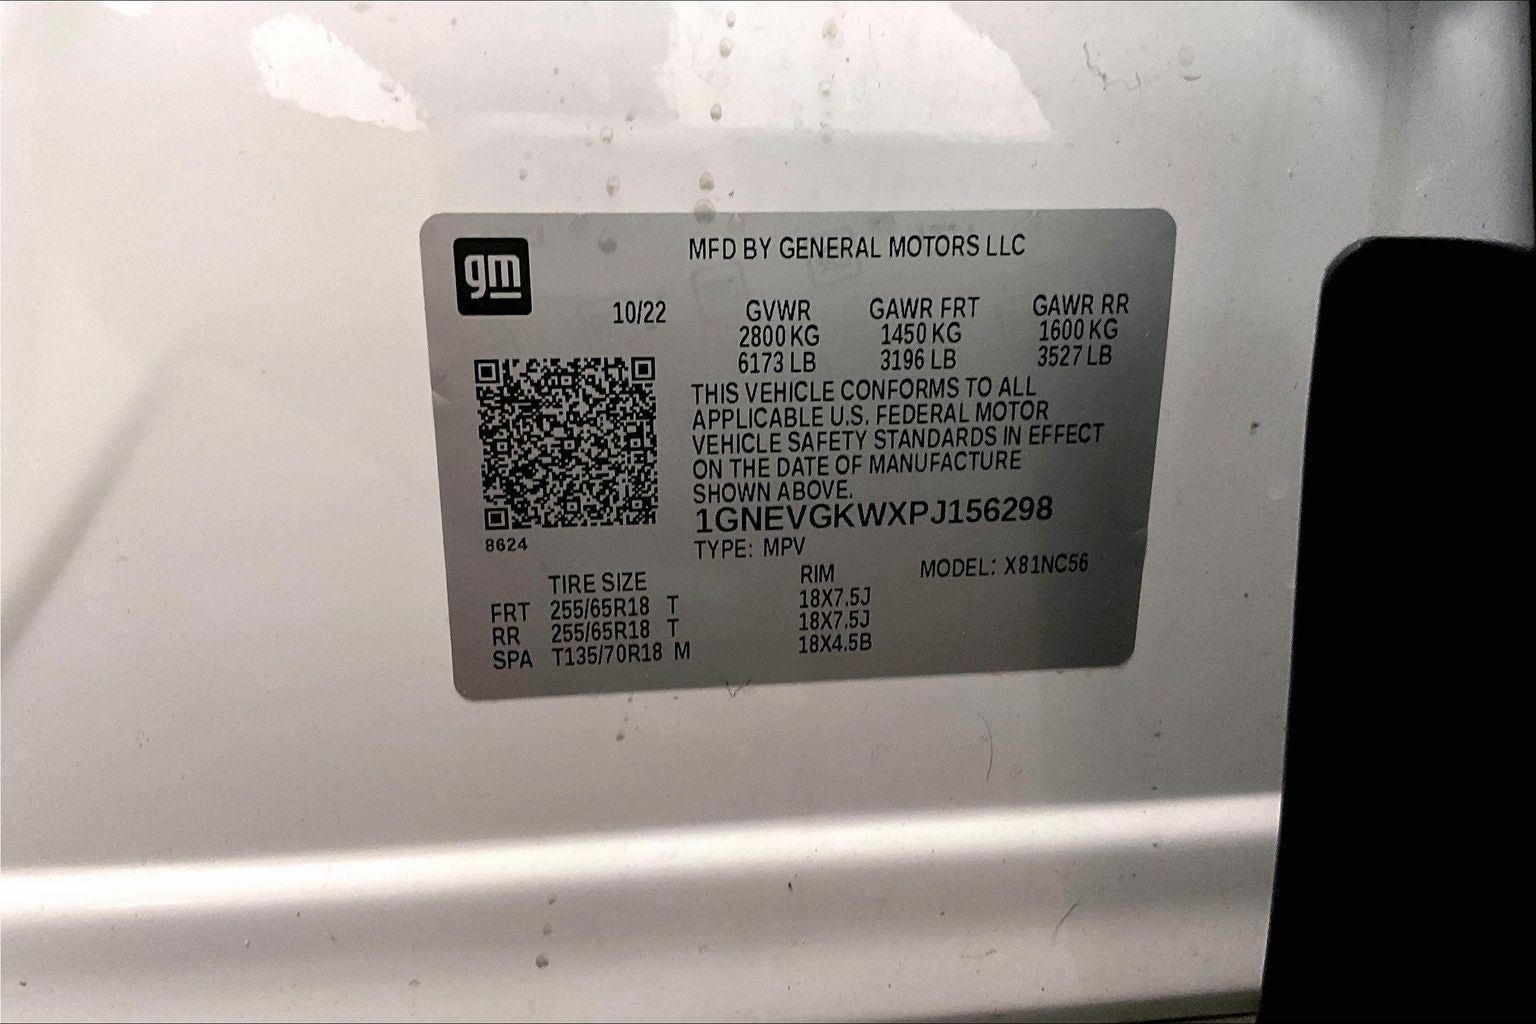 gm
MFD BY GENERAL MOTORS LLC
10/22 GVWR GAWR FRT GAWR RR
2800 KG 1450 KG 1600 KG
6173 LB 3196 LB 3527 LB
THIS VEHICLE CONFORMS TO ALL
APPLICABLE U.S. FEDERAL MOTOR
VEHICLE SAFETY STANDARDS IN EFFECT
ON THE DATE OF MANUFACTURE
SHOWN ABOVE.
1GNEVGKWXPJ156298
8624
TYPE: MPV MODEL: X81NC56
TIRE SIZE RIM
FRT 255/65R18 T 18X7.5J
RR 255/65R18 T 18X7.5J
SPA T135/70R18 M 18X4.5B